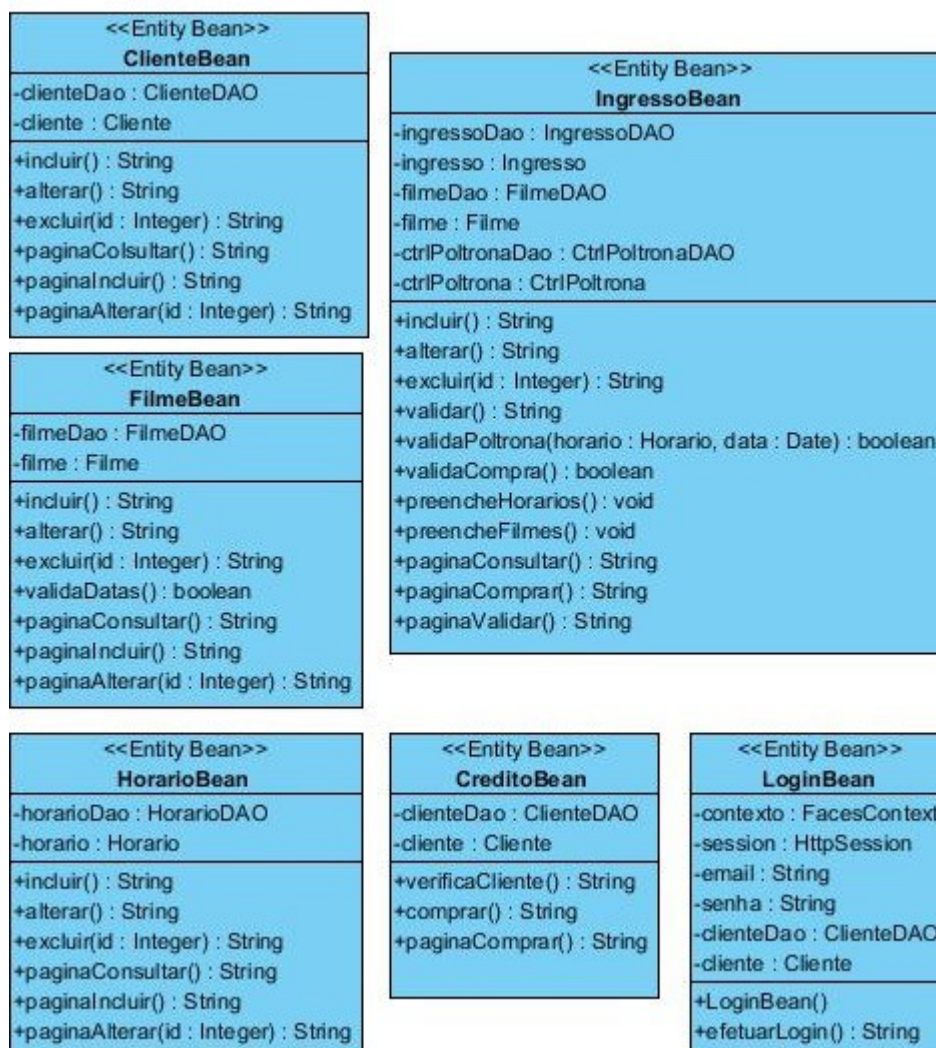 <<Entity Bean>>
ClienteBean
-clienteDao : ClienteDAO
-cliente : Cliente
+incluir() : String
+alterar() : String
+excluir(id : Integer) : String
+paginaColsultar() : String
+paginaIncluir() : String
+paginaAlterar(id : Integer) : String
<<Entity Bean>>
IngressoBean
-ingressoDao : IngressoDAO
-ingresso : Ingresso
-filmeDao : FilmeDAO
-filme : Filme
-ctrlPoltronaDao : CtrlPoltronaDAO
-ctrlPoltrona : CtrlPoltrona
+incluir() : String
+alterar() : String
+excluir(id : Integer) : String
+validar() : String
+validaPoltrona(horario : Horario, data : Date) : boolean
+validaCompra() : boolean
+preencheHorarios() : void
+preencheFilmes() : void
+paginaConsultar() : String
+paginaComprar() : String
+paginaValidar() : String
<<Entity Bean>>
FilmeBean
-filmeDao : FilmeDAO
-filme : Filme
+incluir() : String
+alterar() : String
+excluir(id : Integer) : String
+validaDatas() : boolean
+paginaConsultar() : String
+paginaIncluir() : String
+paginaAlterar(id : Integer) : String
<<Entity Bean>>
HorarioBean
-horarioDao : HorarioDAO
-horario : Horario
+incluir() : String
+alterar() : String
+excluir(id : Integer) : String
+paginaConsultar() : String
+paginaIncluir() : String
+paginaAlterar(id : Integer) : String
<<Entity Bean>>
CreditoBean
-clienteDao : ClienteDAO
-cliente : Cliente
+verificaCliente() : String
+comprar() : String
+paginaComprar() : String
<<Entity Bean>>
LoginBean
-contexto : FacesContext
-session : HttpSession
-email : String
-senha : String
-clienteDao : ClienteDAO
-cliente : Cliente
+LoginBean()
+efetuarLogin() : String